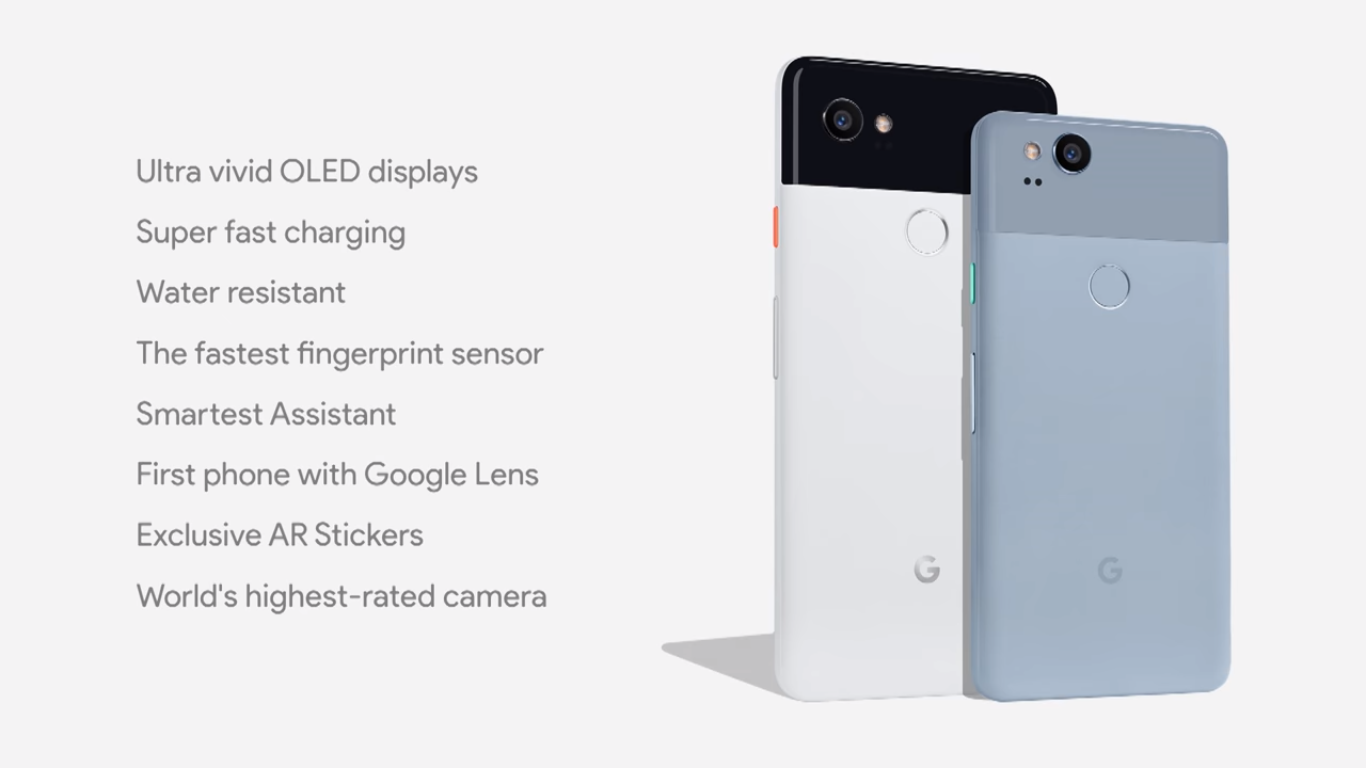 Ultra vivid OLED displays
Super fast charging
Water resistant
The fastest fingerprint sensor
Smartest Assistant
First phone with Google Lens
Exclusive AR Stickers
World's highest-rated camera
G
G